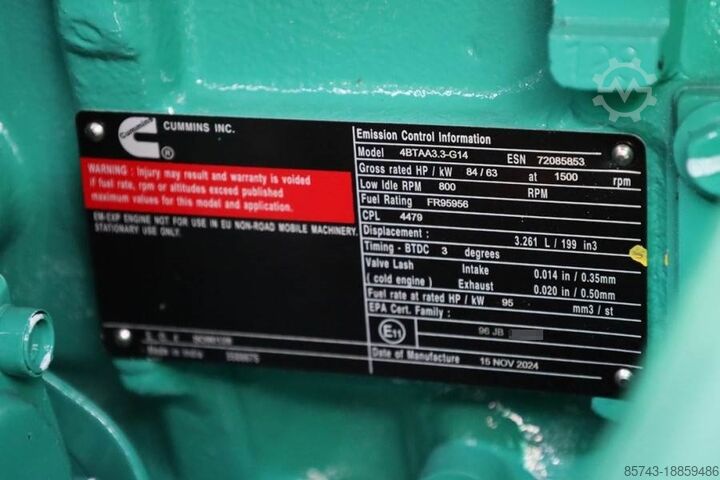 Cummins
®
CUMMINS INC.
WARNING : Injury may result and warranty is voided
if fuel rate, rpm or altitudes exceed published
maximum values for this model and application.
EM-EXP ENGINE NOT FOR USE IN EU NON-ROAD MOBILE MACHINERY.
STATIONARY USE ONLY.
Made in India
Emission Control Information
Model 4BTAA3.3-G14 ESN 72085853
Gross rated HP / kW 84 / 63 at 1500 rpm
Low Idle RPM 800 RPM
Fuel Rating FR95956
CPL 4479
Displacement : 3.261 L / 199 in3
Timing - BTDC 3 degrees
Valve Lash Intake 0.014 in / 0.35mm
( cold engine ) Exhaust 0.020 in / 0.50mm
Fuel rate at rated HP / kW 95 mm3 / st
EPA Cert. Family :
E11 96 JB
Date of Manufacture 15 NOV 2024
85743-18859486